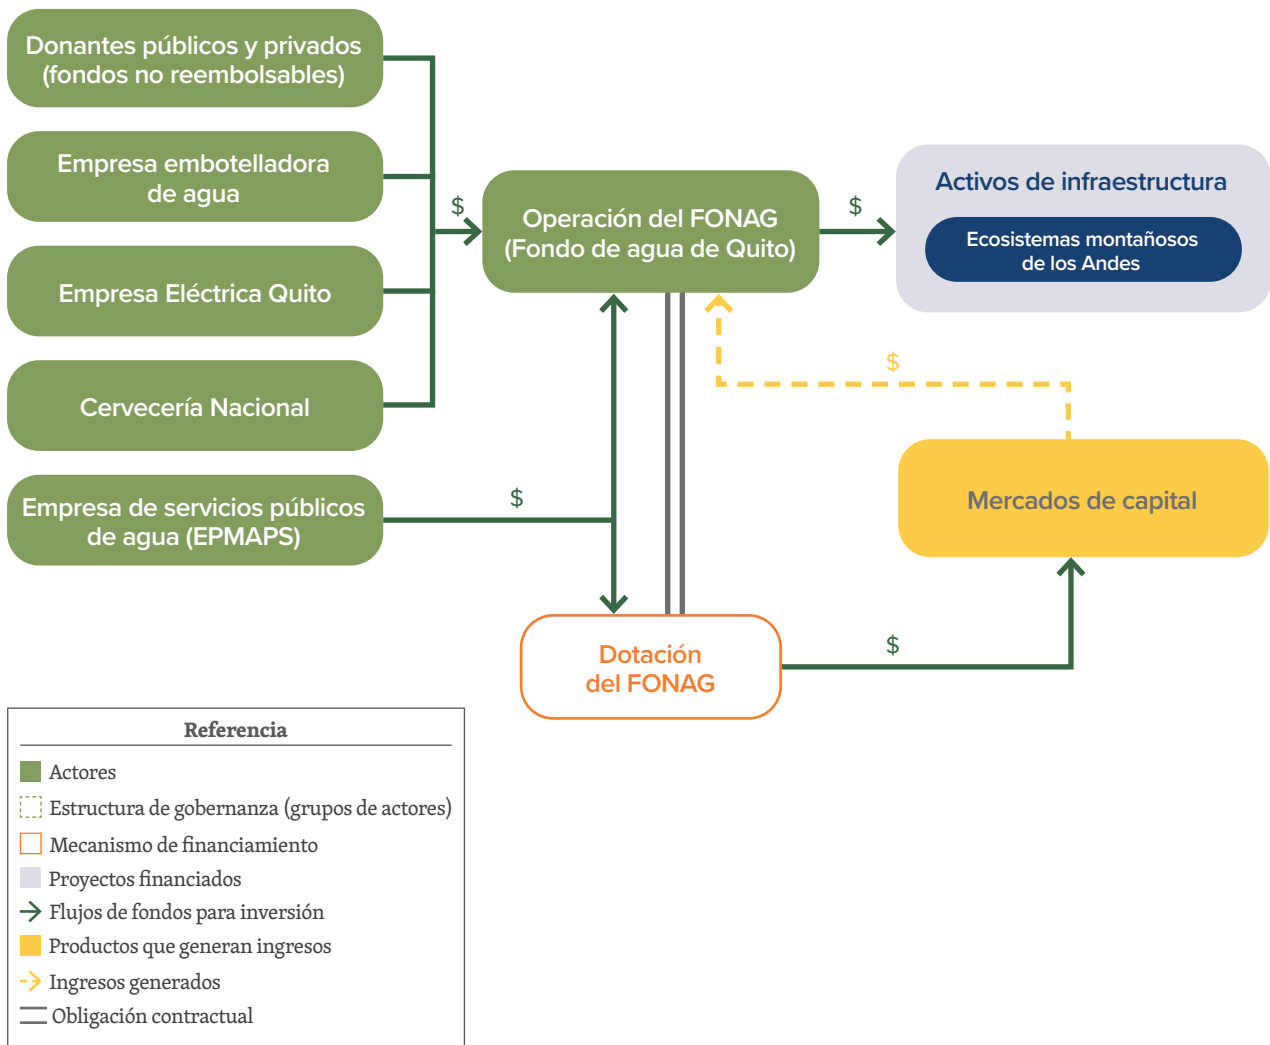 Donantes públicos y privados
(fondos no reembolsables)
Empresa embotelladora
de agua
Empresa Eléctrica Quito
Cervecería Nacional
Empresa de servicios públicos
de agua (EPMAPS)
$
$
Operación del FONAG
(Fondo de agua de Quito)
$
Activos de infraestructura
Ecosistemas montañosos
de los Andes
$
Mercados de capital
$
Dotación
del FONAG
Referencia
Actores
Estructura de gobernanza (grupos de actores)
Mecanismo de financiamiento
Proyectos financiados
Flujos de fondos para inversión
Productos que generan ingresos
Ingresos generados
Obligación contractual